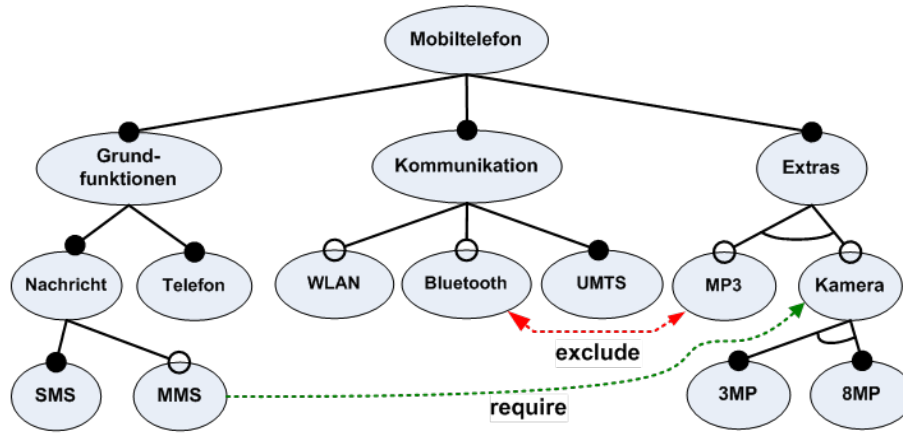 Mobiltelefon
Grund-
funktionen
Kommunikation
Extras
Nachricht
Telefon
WLAN
Bluetooth
UMTS
MP3
Kamera
exclude
SMS
MMS
require
3MP
8MP